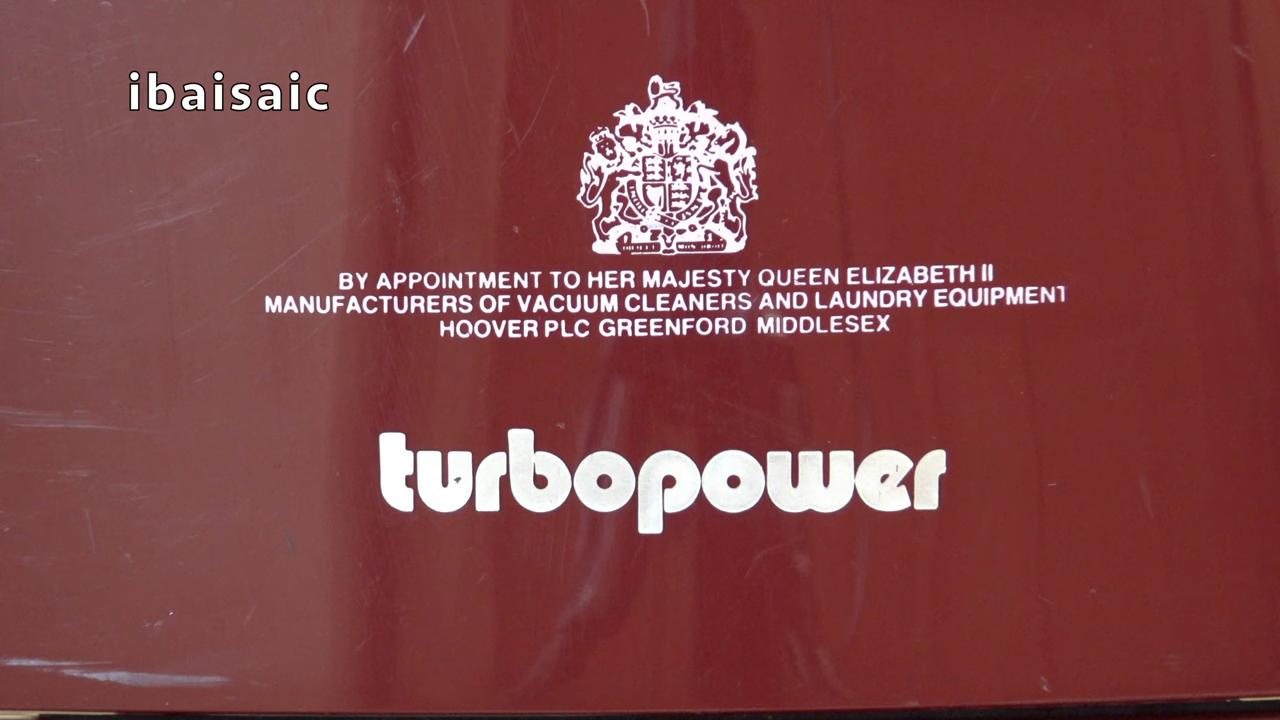 ibaisaic
BY APPOINTMENT TO HER MAJESTY QUEEN ELIZABETH II
MANUFACTURERS OF VACUUM CLEANERS AND LAUNDRY EQUIPMENT
HOOVER PLC GREENFORD MIDDLESEX
turbopower